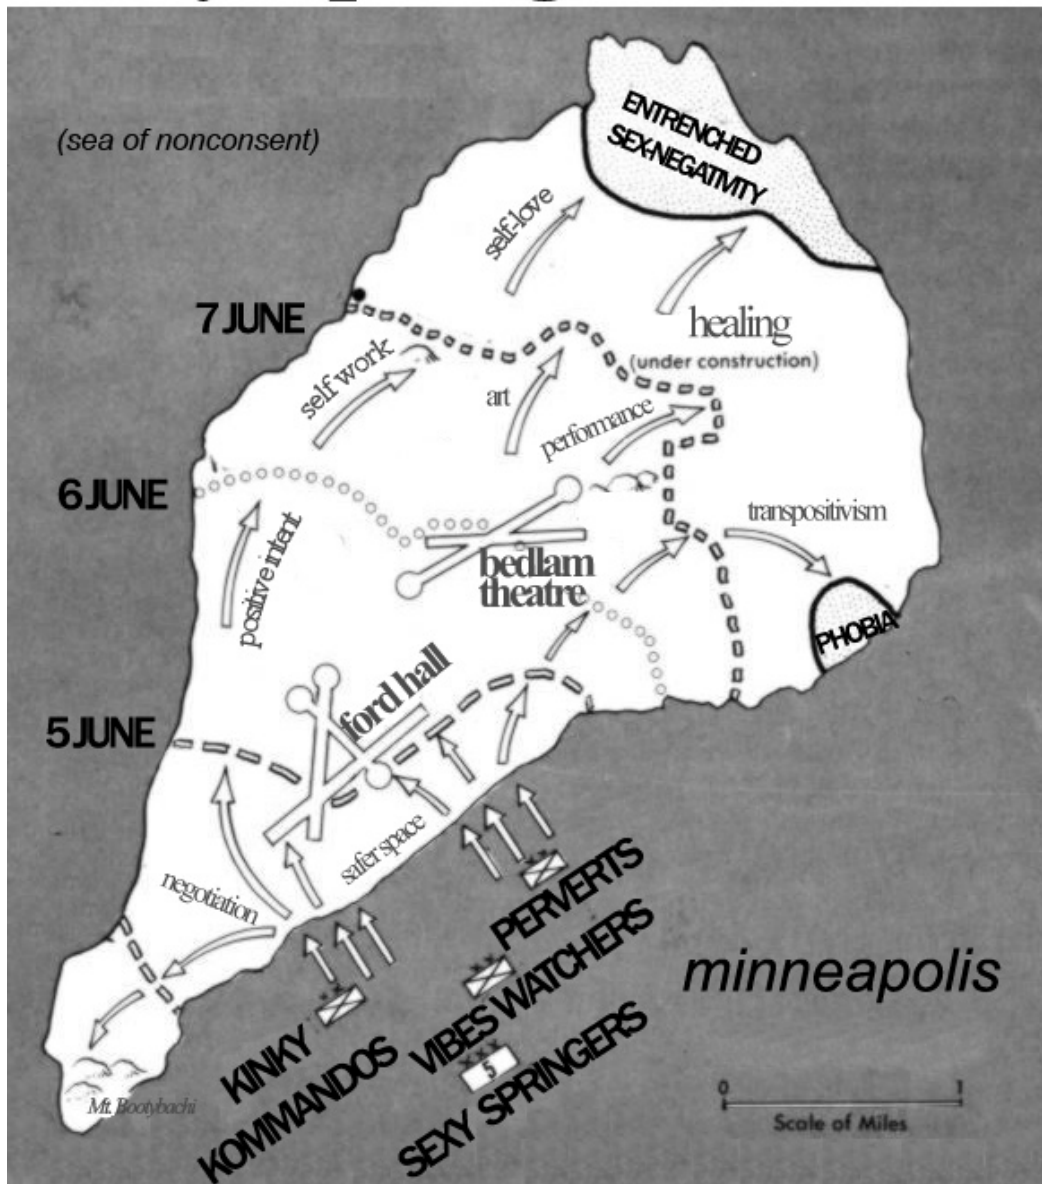 (sea of nonconsent)
ENTRENCHED
SEX-NEGATIVITY
self-love
7 JUNE
healing
(under construction)
self work
art
performance
6 JUNE
transpositivism
positive intent
bedlam
theatre
PHOBIA
ford hall
5 JUNE
safer space
negotiation
PERVERTS
VIBES WATCHERS
minneapolis
KINKY
KOMMANDOS
5
SEXY SPRINGERS
Mt. Bootybachi
0 1
Scale of Miles